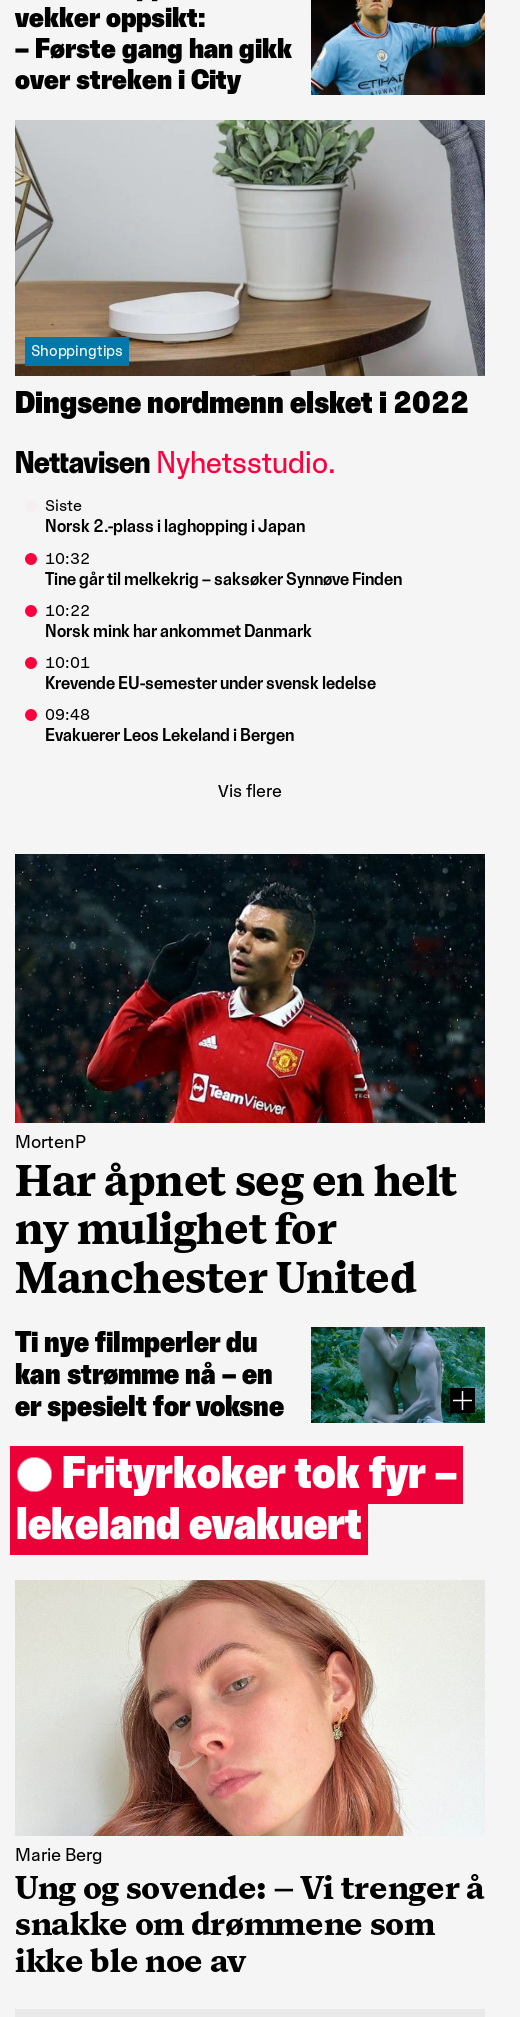 vekker oppsikt:
– Første gang han gikk
over streken i City
ETIHAD
AIRWAYS
Shoppingtips
Dingsene nordmenn elsket i 2022
Nettavisen Nyhetsstudio.
Siste
Norsk 2.-plass i laghopping i Japan
10:32
Tine går til melkekrig – saksøker Synnøve Finden
10:22
Norsk mink har ankommet Danmark
10:01
Krevende EU-semester under svensk ledelse
09:48
Evakuerer Leos Lekeland i Bergen
Vis flere
TeamViewer
MortenP
Har åpnet seg en helt
ny mulighet for
Manchester United
Ti nye filmperler du
kan strømme nå – en
er spesielt for voksne
Frityrkoker tok fyr –
lekeland evakuert
Marie Berg
Ung og sovende: – Vi trenger å
snakke om drømmene som
ikke ble noe av